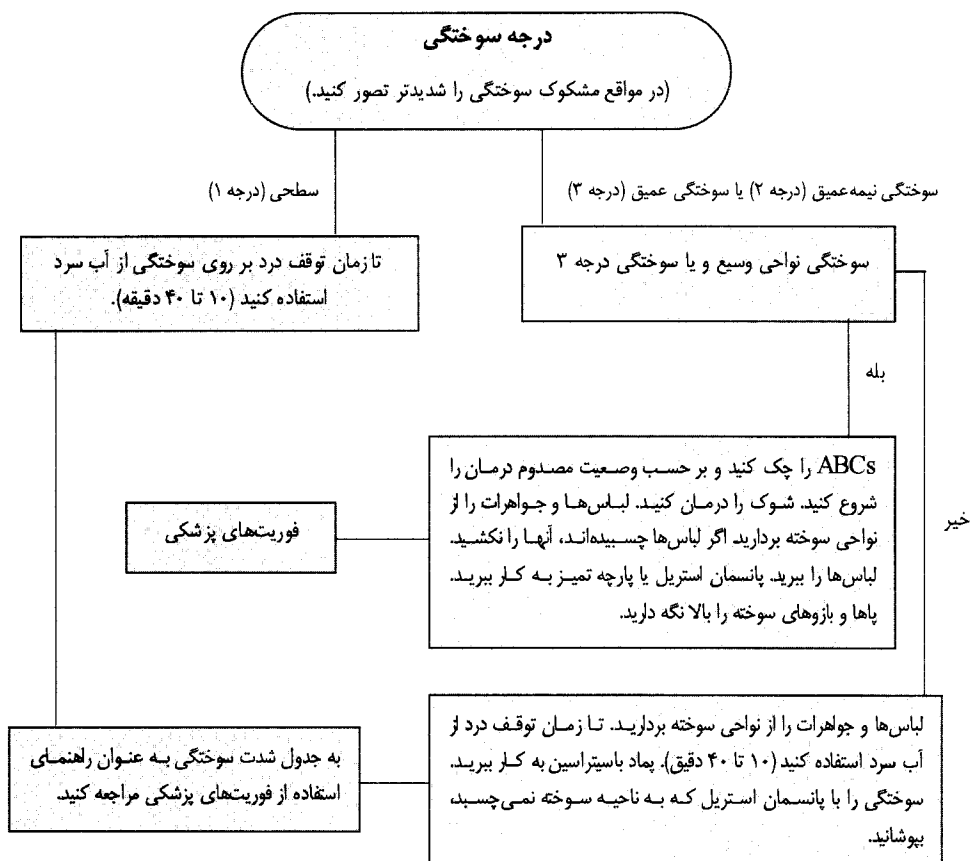 درجه سوختگی
(در مواقع مشکوک سوختگی را شدیدتر تصور کنید.)
سوختگی نیمه‌عمیق (درجه ۲) یا سوختگی عمیق (درجه ۳)
سطحی (درجه ۱)
سوختگی نواحی وسیع و یا سوختگی درجه ۳
تا زمان توقف درد بر روی سوختگی از آب سرد
استفاده کنید (۱۰ تا ۴۰ دقیقه).
بله
خیر
ABCs را چک کنید و بر حسب وصعیت مصدوم درمان را
شروع کنید. شوک را درمان کنید. لباس‌ها و جواهرات را از
نواحی سوخته بردارید. اگر لباس‌ها چسبیده‌اند، آنها را نکشید.
لباس‌ها را ببرید. پانسمان استریل یا پارچه تمیز به کار ببرید.
پاها و بازوهای سوخته را بالا نگه دارید.
فوریت‌های پزشکی
لباس‌ها و جواهرات را از نواحی سوخته بردارید. تا زمان توقف درد از
آب سرد استفاده کنید (۱۰ تا ۴۰ دقیق). پماد باسیتراسین به کار ببرید.
سوختگی را با پانسمان استریل که به ناحیه سوخته نمی‌چسبد،
بپوشانید.
به جدول شدت سوختگی به عنوان راهنمای
استفاده از فوریت‌های پزشکی مراجعه کنید.